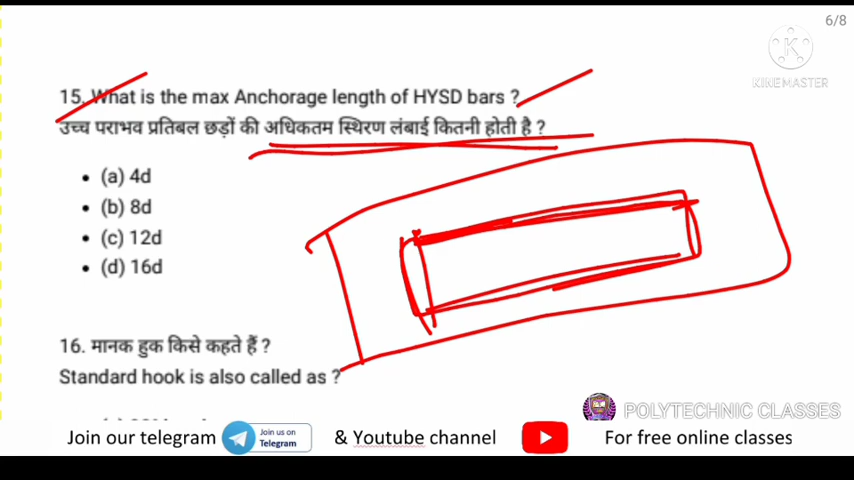 6/8
KINEMASTER
15. What is the max Anchorage length of HYSD bars ?
उच्च पराभव प्रतिबल छड़ों की अधिकतम स्थिरण लंबाई कितनी होती है ?
• (a) 4d
• (b) 8d
• (c) 12d
• (d) 16d
16. मानक हुक किसे कहते हैं ?
Standard hook is also called as ?
POLYTECHNIC CLASSES
Join our telegram Join us on Telegram & Youtube channel For free online classes